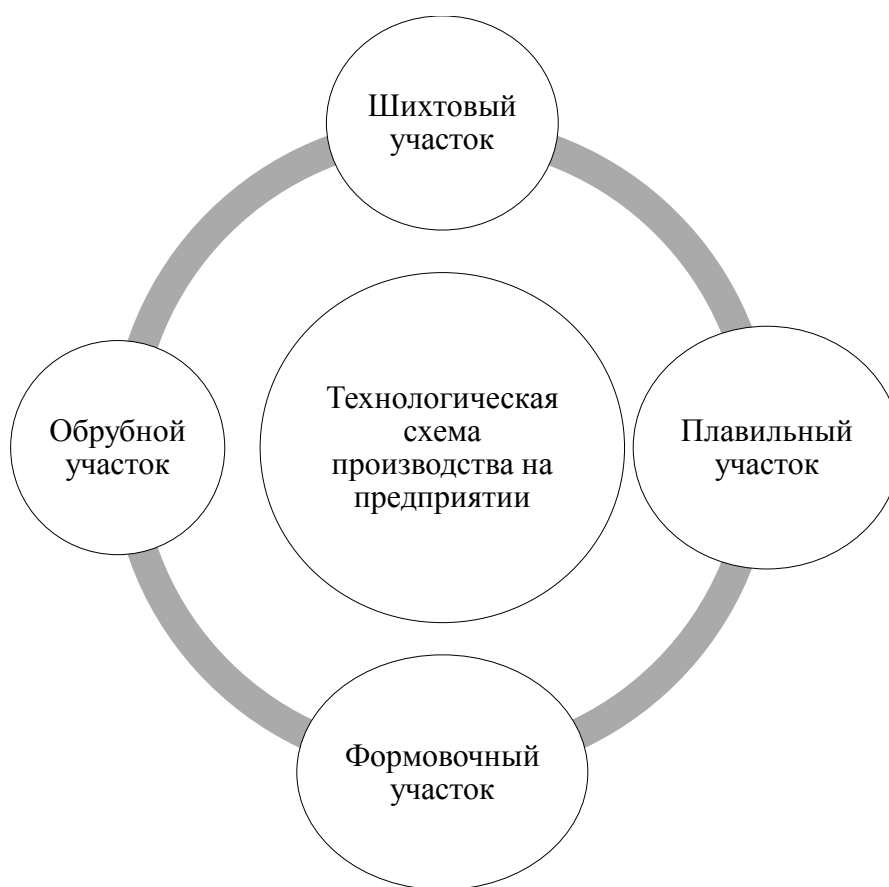 Шихтовый
участок
Технологическая
схема
производства на
предприятии
Обрубной
участок
Плавильный
участок
Формовочный
участок